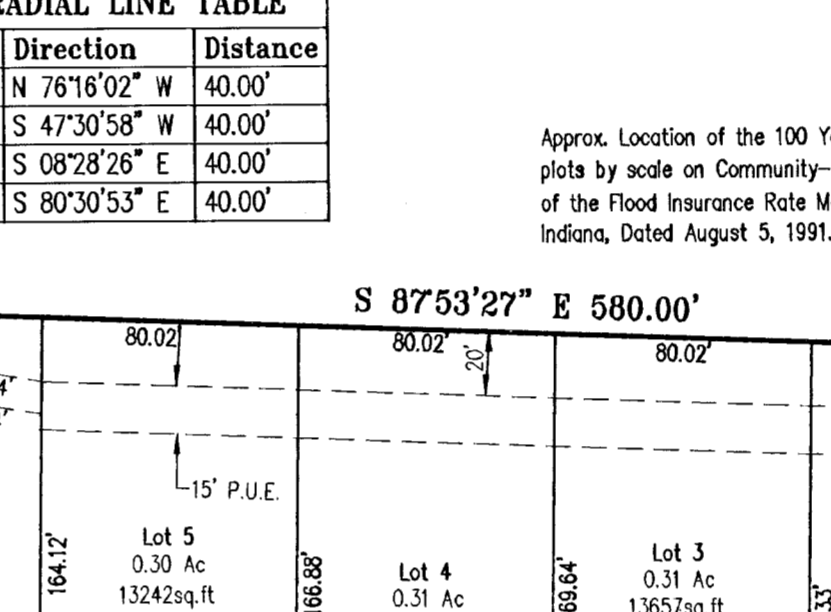 RADIAL LINE TABLE
Direction Distance
N 76°16'02" W 40.00'
S 47°30'58" W 40.00'
S 08°28'26" E 40.00'
S 80°30'53" E 40.00'
Approx. Location of the 100
plots by scale on Community-
of the Flood Insurance Rate
Indiana, Dated August 5, 1991.
S 87°53'27" E 580.00'
80.02'
80.02'
20'
80.02'
15' P.U.E.
Lot 5
0.30 Ac
13242sq.ft
164.12'
166.88'
Lot 4
0.31 Ac
69.64'
Lot 3
0.31 Ac
13657sq.ft